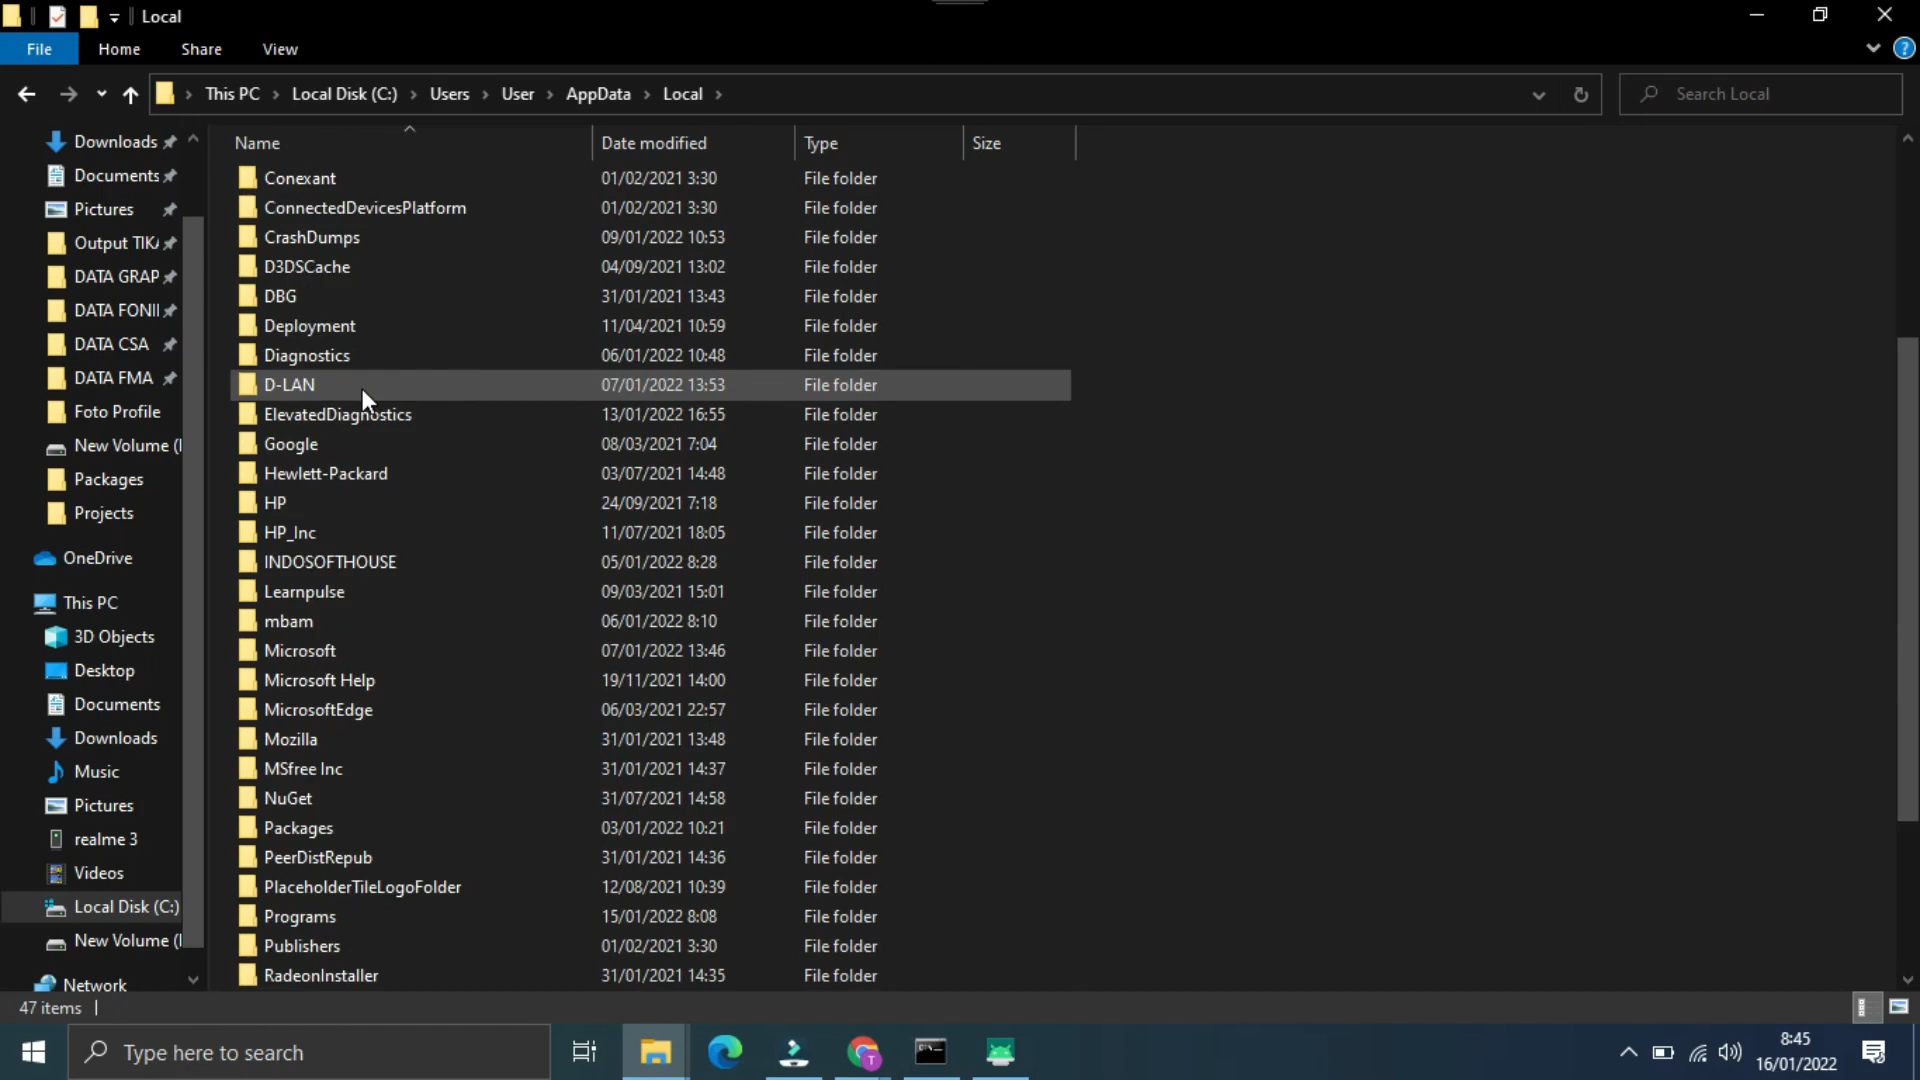 Local
File Home Share View
This PC Local Disk (C:) Users User AppData Local Search Local
Name Date modified Type Size
Downloads
Documents
Pictures
Output TIK
DATA GRAP
DATA FONI
DATA CSA
DATA FMA
Foto Profile
New Volume (
Packages
Projects
OneDrive
This PC
3D Objects
Desktop
Documents
Downloads
Music
Pictures
realme 3
Videos
Local Disk (C:)
New Volume (
Network
Conexant 01/02/2021 3:30 File folder
ConnectedDevicesPlatform 01/02/2021 3:30 File folder
CrashDumps 09/01/2022 10:53 File folder
D3DSCache 04/09/2021 13:02 File folder
DBG 31/01/2021 13:43 File folder
Deployment 11/04/2021 10:59 File folder
Diagnostics 06/01/2022 10:48 File folder
D-LAN 07/01/2022 13:53 File folder
ElevatedDiagnostics 13/01/2022 16:55 File folder
Google 08/03/2021 7:04 File folder
Hewlett-Packard 03/07/2021 14:48 File folder
HP 24/09/2021 7:18 File folder
HP_Inc 11/07/2021 18:05 File folder
INDOSOFTHOUSE 05/01/2022 8:28 File folder
Learnpulse 09/03/2021 15:01 File folder
mbam 06/01/2022 8:10 File folder
Microsoft 07/01/2022 13:46 File folder
Microsoft Help 19/11/2021 14:00 File folder
MicrosoftEdge 06/03/2021 22:57 File folder
Mozilla 31/01/2021 13:48 File folder
MSfree Inc 31/01/2021 14:37 File folder
NuGet 31/07/2021 14:58 File folder
Packages 03/01/2022 10:21 File folder
PeerDistRepub 31/01/2021 14:36 File folder
PlaceholderTileLogoFolder 12/08/2021 10:39 File folder
Programs 15/01/2022 8:08 File folder
Publishers 01/02/2021 3:30 File folder
RadeonInstaller 31/01/2021 14:35 File folder
47 items
Type here to search
T
8:45
16/01/2022